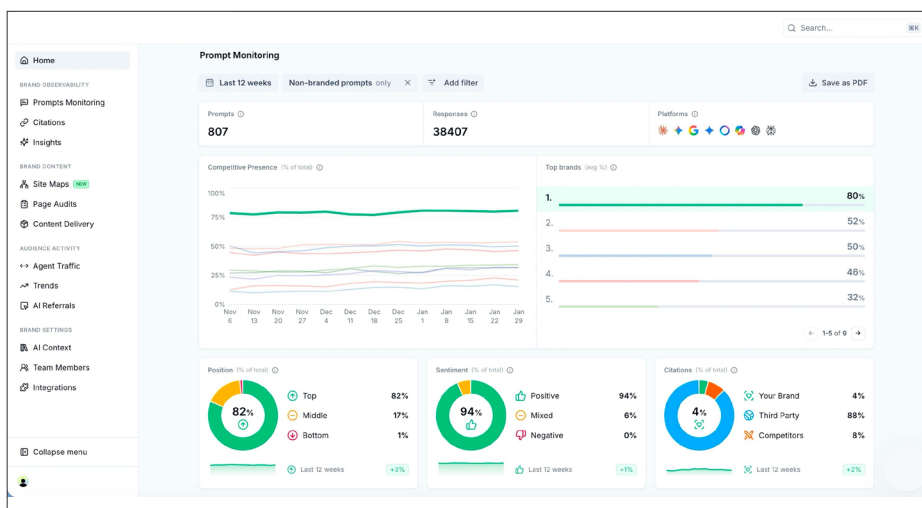 Search...
⌘K
Home
BRAND OBSERVABILITY
Prompts Monitoring
Citations
Insights
BRAND CONTENT
Site Maps NEW
Page Audits
Content Delivery
AUDIENCE ACTIVITY
Agent Traffic
Trends
AI Referrals
BRAND SETTINGS
AI Context
Team Members
Integrations
Collapse menu
Prompt Monitoring
Last 12 weeks
Non-branded prompts only ×
Add filter
Save as PDF
Prompts
807
Responses
38407
Platforms
Competitive Presence (% of total)
100%
75%
50%
25%
0%
Nov 6
Nov 13
Nov 20
Nov 27
Dec 4
Dec 11
Dec 18
Dec 25
Jan 1
Jan 8
Jan 15
Jan 22
Jan 29
Top brands (avg %)
1. 80%
2. 52%
3. 50%
4. 46%
5. 32%
1-5 of 9
Position (% of total)
82%
Top 82%
Middle 17%
Bottom 1%
Last 12 weeks +3%
Sentiment (% of total)
94%
Positive 94%
Mixed 6%
Negative 0%
Last 12 weeks +1%
Citations (% of total)
4%
Your Brand 4%
Third Party 88%
Competitors 8%
Last 12 weeks +2%